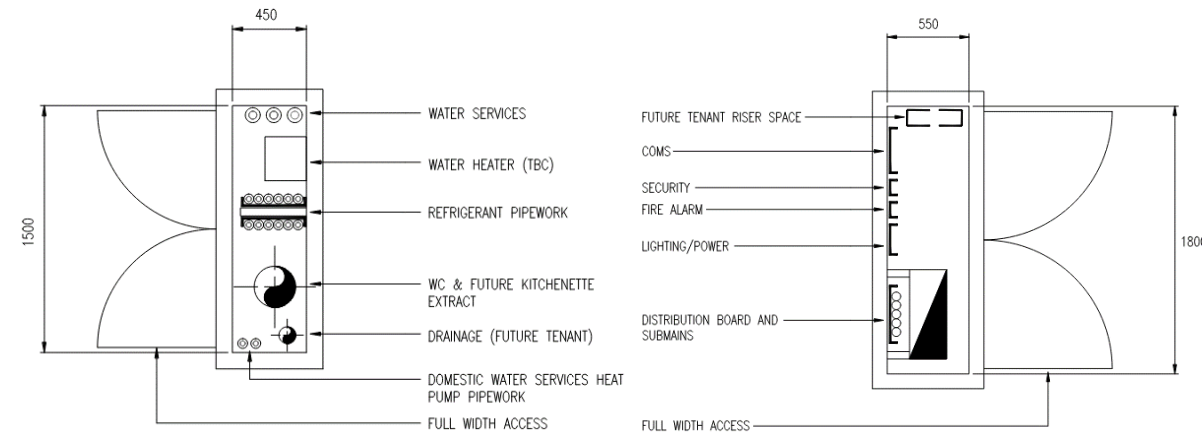 450
1500
WATER SERVICES
WATER HEATER (TBC)
REFRIGERANT PIPEWORK
WC & FUTURE KITCHENETTE
EXTRACT
DRAINAGE (FUTURE TENANT)
DOMESTIC WATER SERVICES HEAT
PUMP PIPEWORK
FULL WIDTH ACCESS
550
1800
FUTURE TENANT RISER SPACE
COMS
SECURITY
FIRE ALARM
LIGHTING/POWER
DISTRIBUTION BOARD AND
SUBMAINS
FULL WIDTH ACCESS